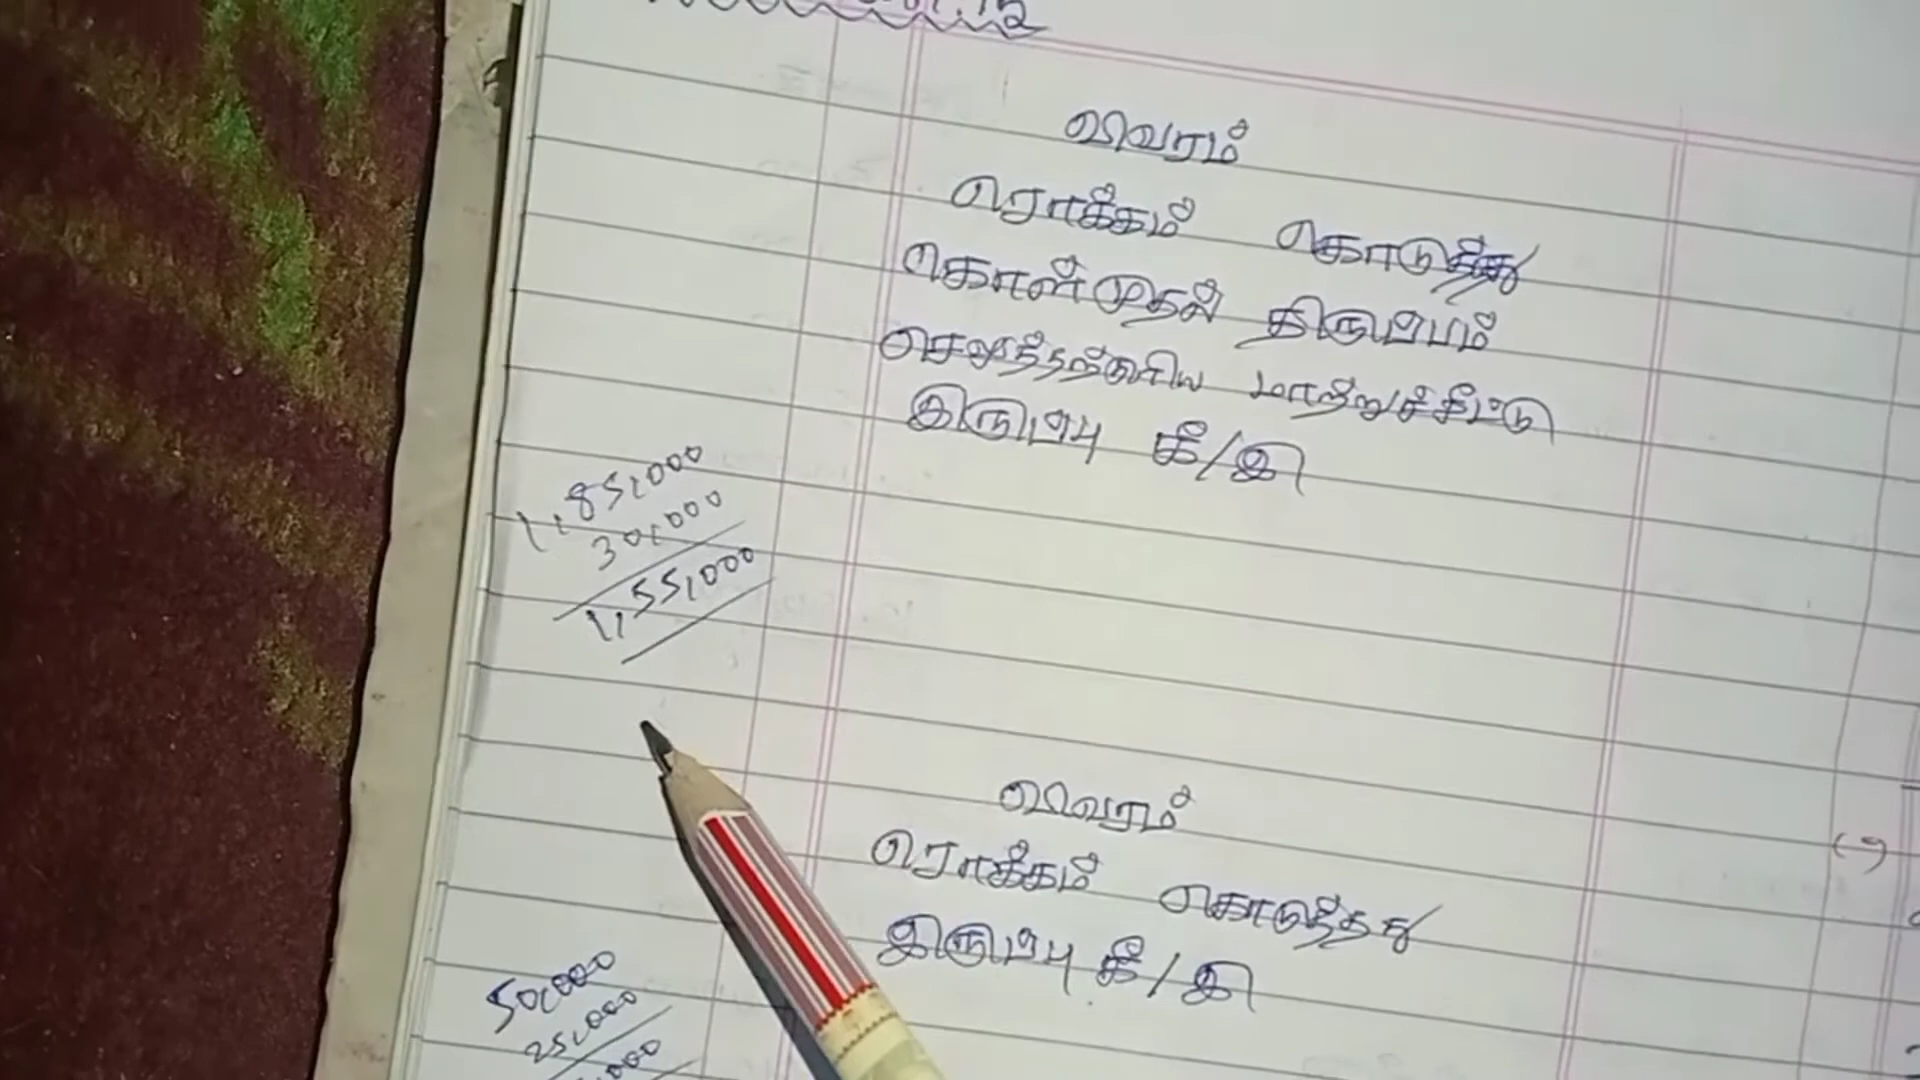 விவரம்
ரொக்கம் கொடுத்து
கொள்முதல் திருப்பம்
செலுத்தற்குரிய மாற்றுச்சீட்டு
இருப்பு கீ/இ
1,85,000
30,000
1,55,000
விவரம்
ரொக்கம் கொடுத்தது
இருப்பு கீ/இ
(-)
50,000
25,000